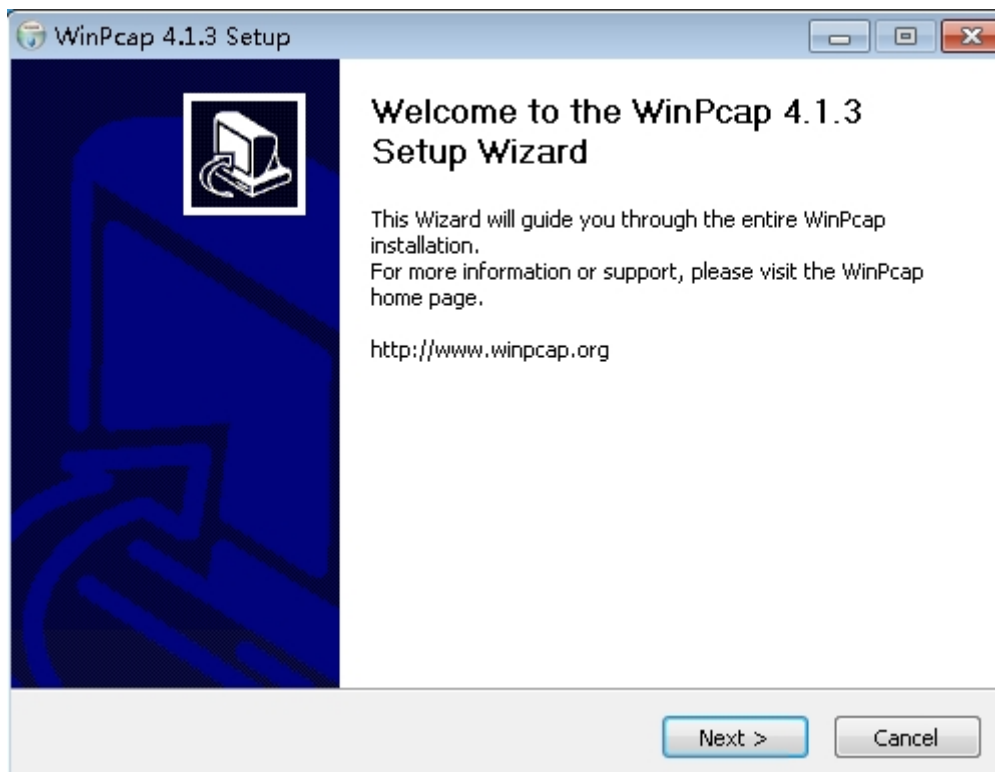 WinPcap 4.1.3 Setup
Welcome to the WinPcap 4.1.3
Setup Wizard
This Wizard will guide you through the entire WinPcap
installation.
For more information or support, please visit the WinPcap
home page.
http://www.winpcap.org
Next >
Cancel